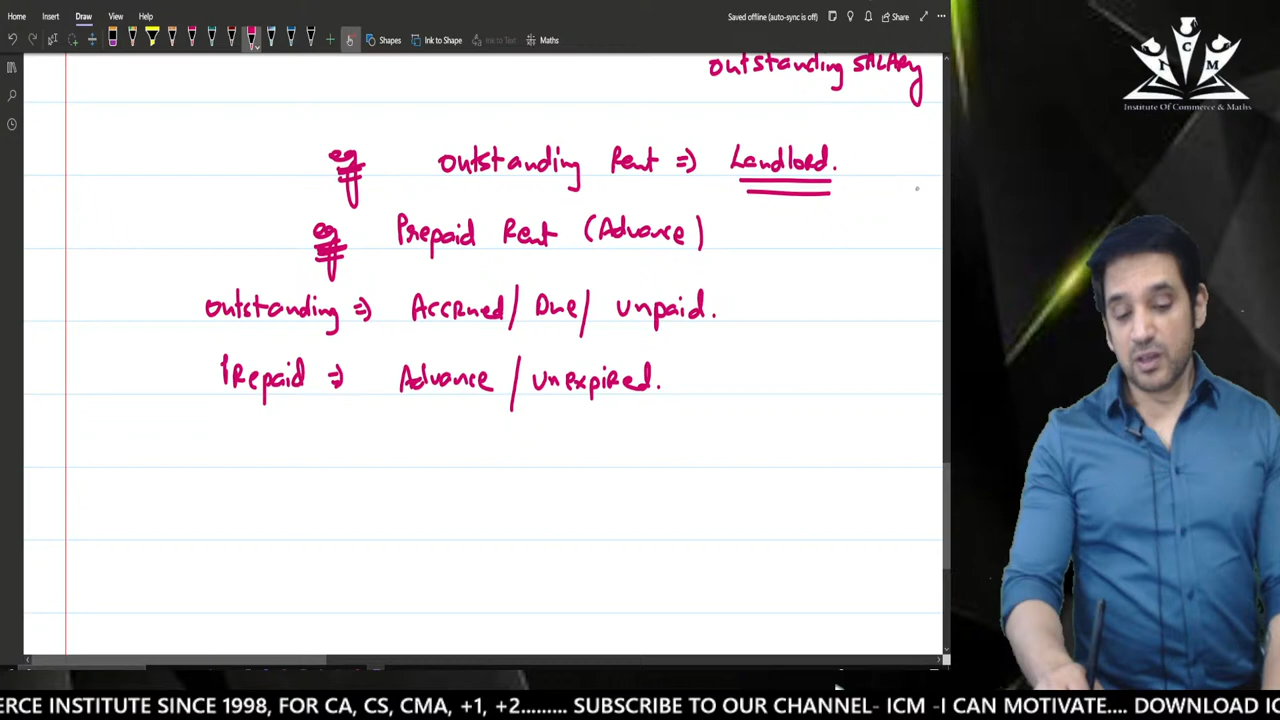 Home Insert Draw View Help
Saved offline (auto-sync is off)
Share
Shapes
Ink to Shape
Ink to Text
Maths
outstanding SALARY
eg outstanding Rent ⇒ Landlord.
eg Prepaid Rent (Advance)
outstanding ⇒ Accrued/ Due/ unpaid.
PRepaid ⇒ Advance / unexpired.
I C M
Institute Of Commerce & Maths
ERCE INSTITUTE SINCE 1998, FOR CA, CS, CMA, +1, +2......... SUBSCRIBE TO OUR CHANNEL- ICM -I CAN MOTIVATE.... DOWNLOAD IC